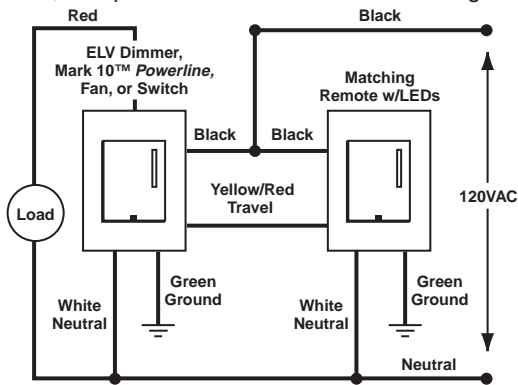 Red
Black
ELV Dimmer,
Mark 10™ Powerline,
Fan, or Switch
Matching
Remote w/LEDs
Black
Black
Yellow/Red
Travel
120VAC
Load
White
Neutral
Green
Ground
White
Neutral
Green
Ground
Neutral